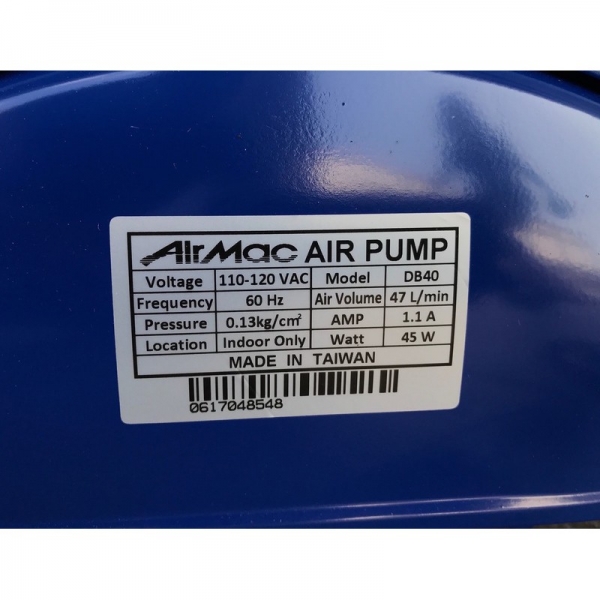 AIRMAC AIR PUMP
Voltage 110-120 VAC Model DB40
Frequency 60 Hz Air Volume 47 L/min
Pressure 0.13kg/cm² AMP 1.1 A
Location Indoor Only Watt 45 W
MADE IN TAIWAN
0617048548